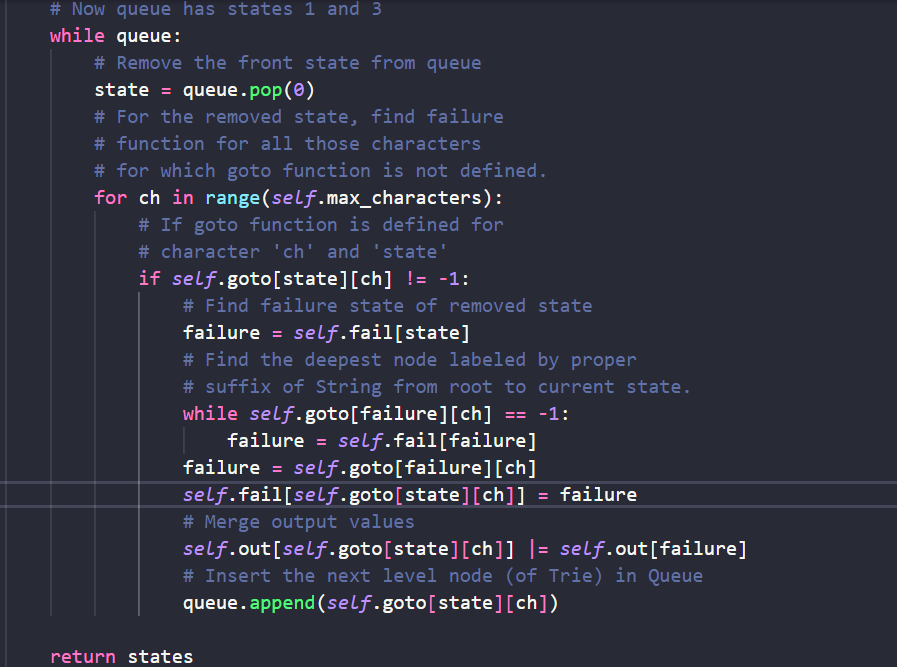 # Now queue has states 1 and 3
while queue:
# Remove the front state from queue
state = queue.pop(0)
# For the removed state, find failure
# function for all those characters
# for which goto function is not defined.
for ch in range(self.max_characters):
# If goto function is defined for
# character 'ch' and 'state'
if self.goto[state][ch] != -1:
# Find failure state of removed state
failure = self.fail[state]
# Find the deepest node labeled by proper
# suffix of String from root to current state.
while self.goto[failure][ch] == -1:
failure = self.fail[failure]
failure = self.goto[failure][ch]
self.fail[self.goto[state][ch]] = failure
# Merge output values
self.out[self.goto[state][ch]] |= self.out[failure]
# Insert the next level node (of Trie) in Queue
queue.append(self.goto[state][ch])
return states